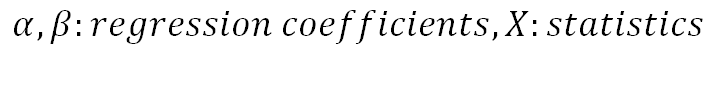 α, β: regression coefficients, X: statistics